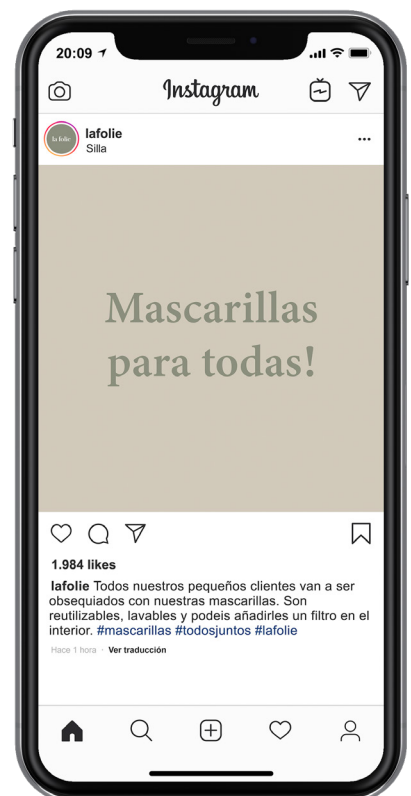 20:09
Instagram
la folie
lafolie
Silla
Mascarillas
para todas!
1.984 likes
lafolie Todos nuestros pequeños clientes van a ser
obsequiados con nuestras mascarillas. Son
reutilizables, lavables y podeis añadirles un filtro en el
interior. #mascarillas #todosjuntos #lafolie
Hace 1 hora · Ver traducción